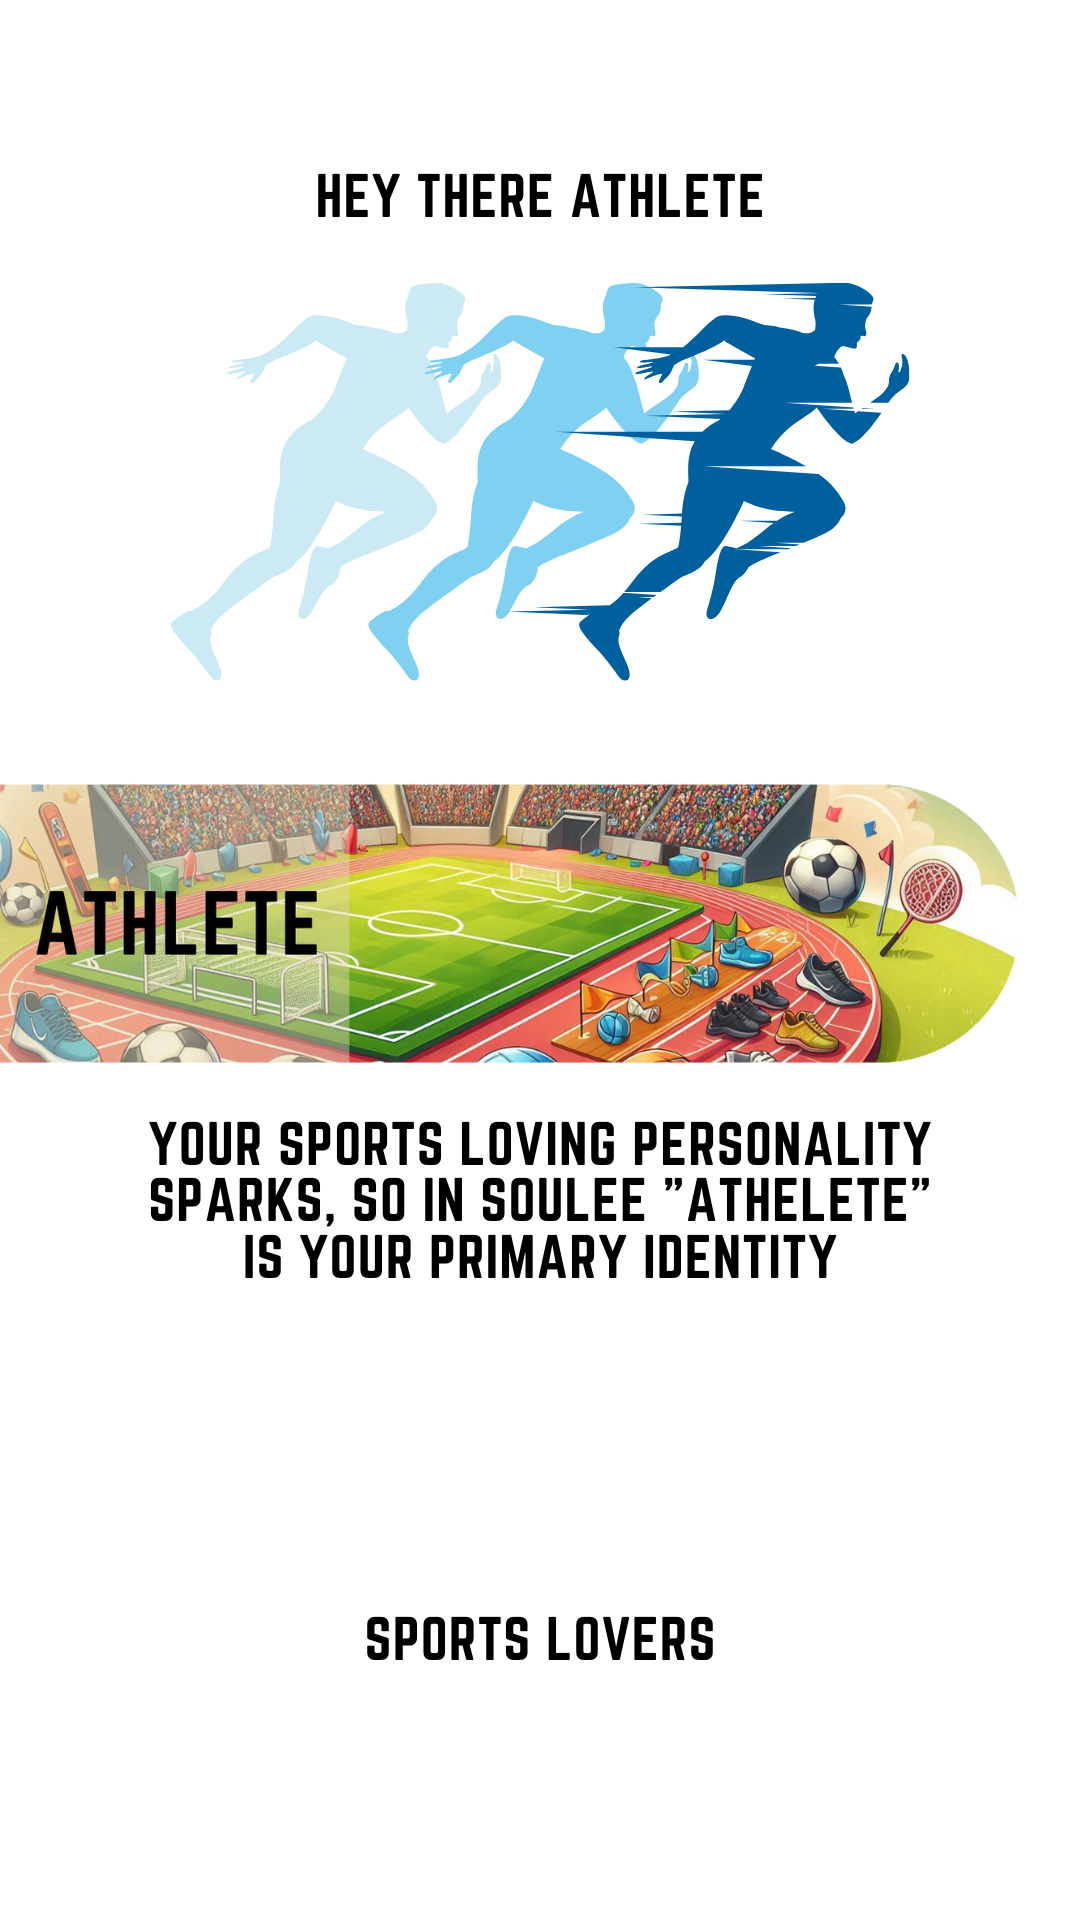 HEY THERE ATHLETE
ATHLETE
YOUR SPORTS LOVING PERSONALITY
SPARKS, SO IN SOULEE ”ATHELETE”
IS YOUR PRIMARY IDENTITY
SPORTS LOVERS